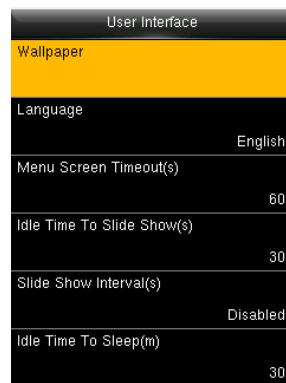 User Interface
Wallpaper
Language
English
Menu Screen Timeout(s)
60
Idle Time To Slide Show(s)
30
Slide Show Interval(s)
Disabled
Idle Time To Sleep(m)
30